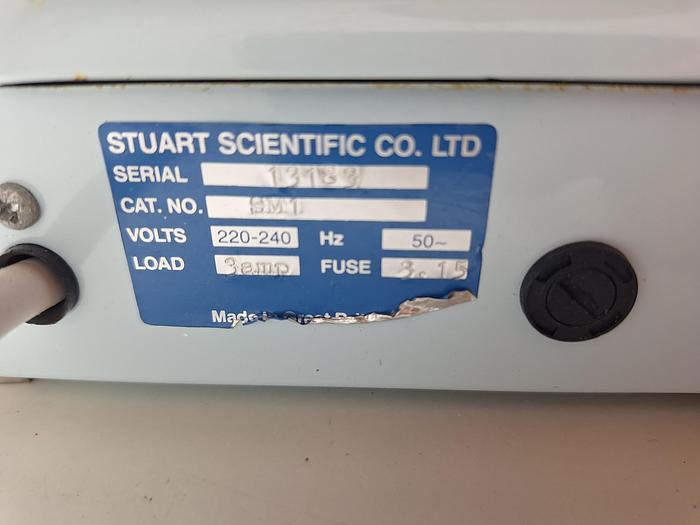 STUART SCIENTIFIC CO. LTD
SERIAL 13183
CAT. NO. SM1
VOLTS 220-240 Hz 50~
LOAD 3amp FUSE 3.15
Made